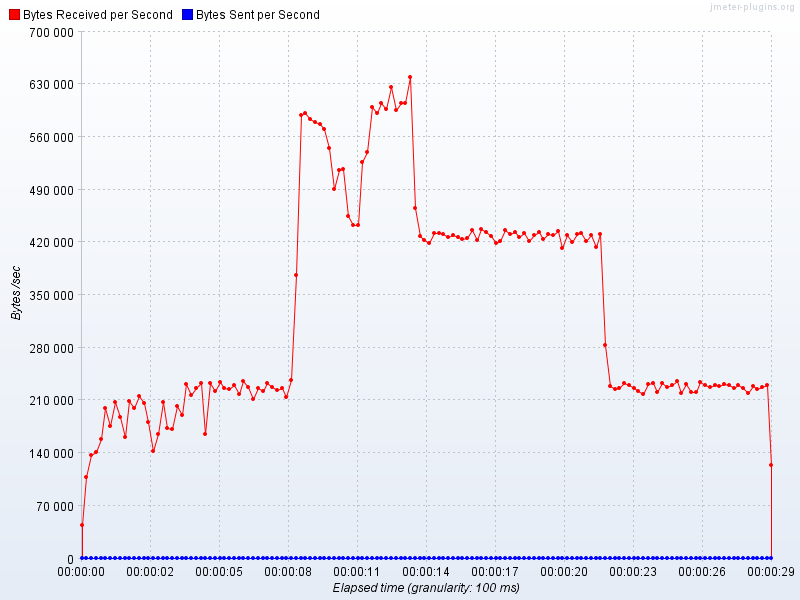 jmeter-plugins.org
Bytes Received per Second Bytes Sent per Second
700 000
630 000
560 000
490 000
420 000
350 000
280 000
210 000
140 000
70 000
0
Bytes /sec
00:00:00 00:00:02 00:00:05 00:00:08 00:00:11 00:00:14 00:00:17 00:00:20 00:00:23 00:00:26 00:00:29
Elapsed time (granularity: 100 ms)